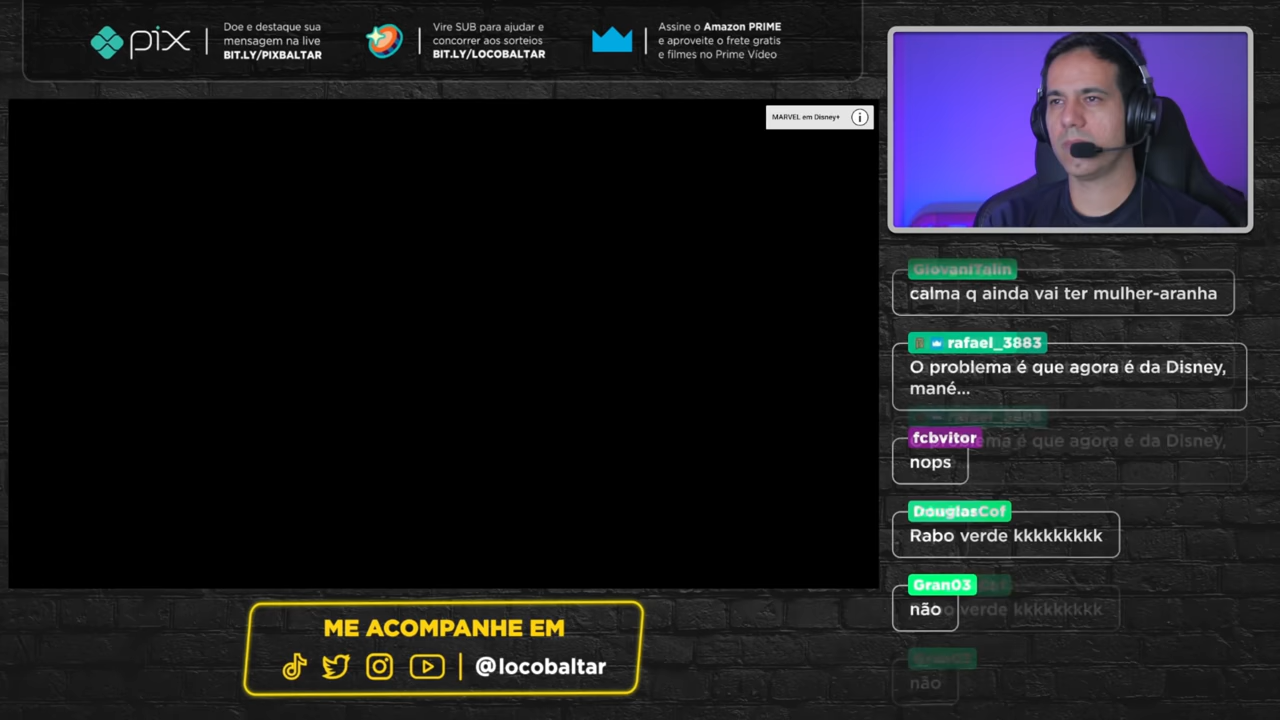 pix
Doe e destaque sua
mensagem na live
BIT.LY/PIXBALTAR
Vire SUB para ajudar e
concorrer aos sorteios
BIT.LY/LOCOBALTAR
Assine o Amazon PRIME
e aproveite o frete gratis
e filmes no Prime Vídeo
MARVEL em Disney+
GiovaniTalin
calma q ainda vai ter mulher-aranha
rafael_3883
O problema é que agora é da Disney,
mané...
fcbvitor
nops
DouglasCof
Rabo verde kkkkkkkkk
Gran03
não
ME ACOMPANHE EM
@locobaltar